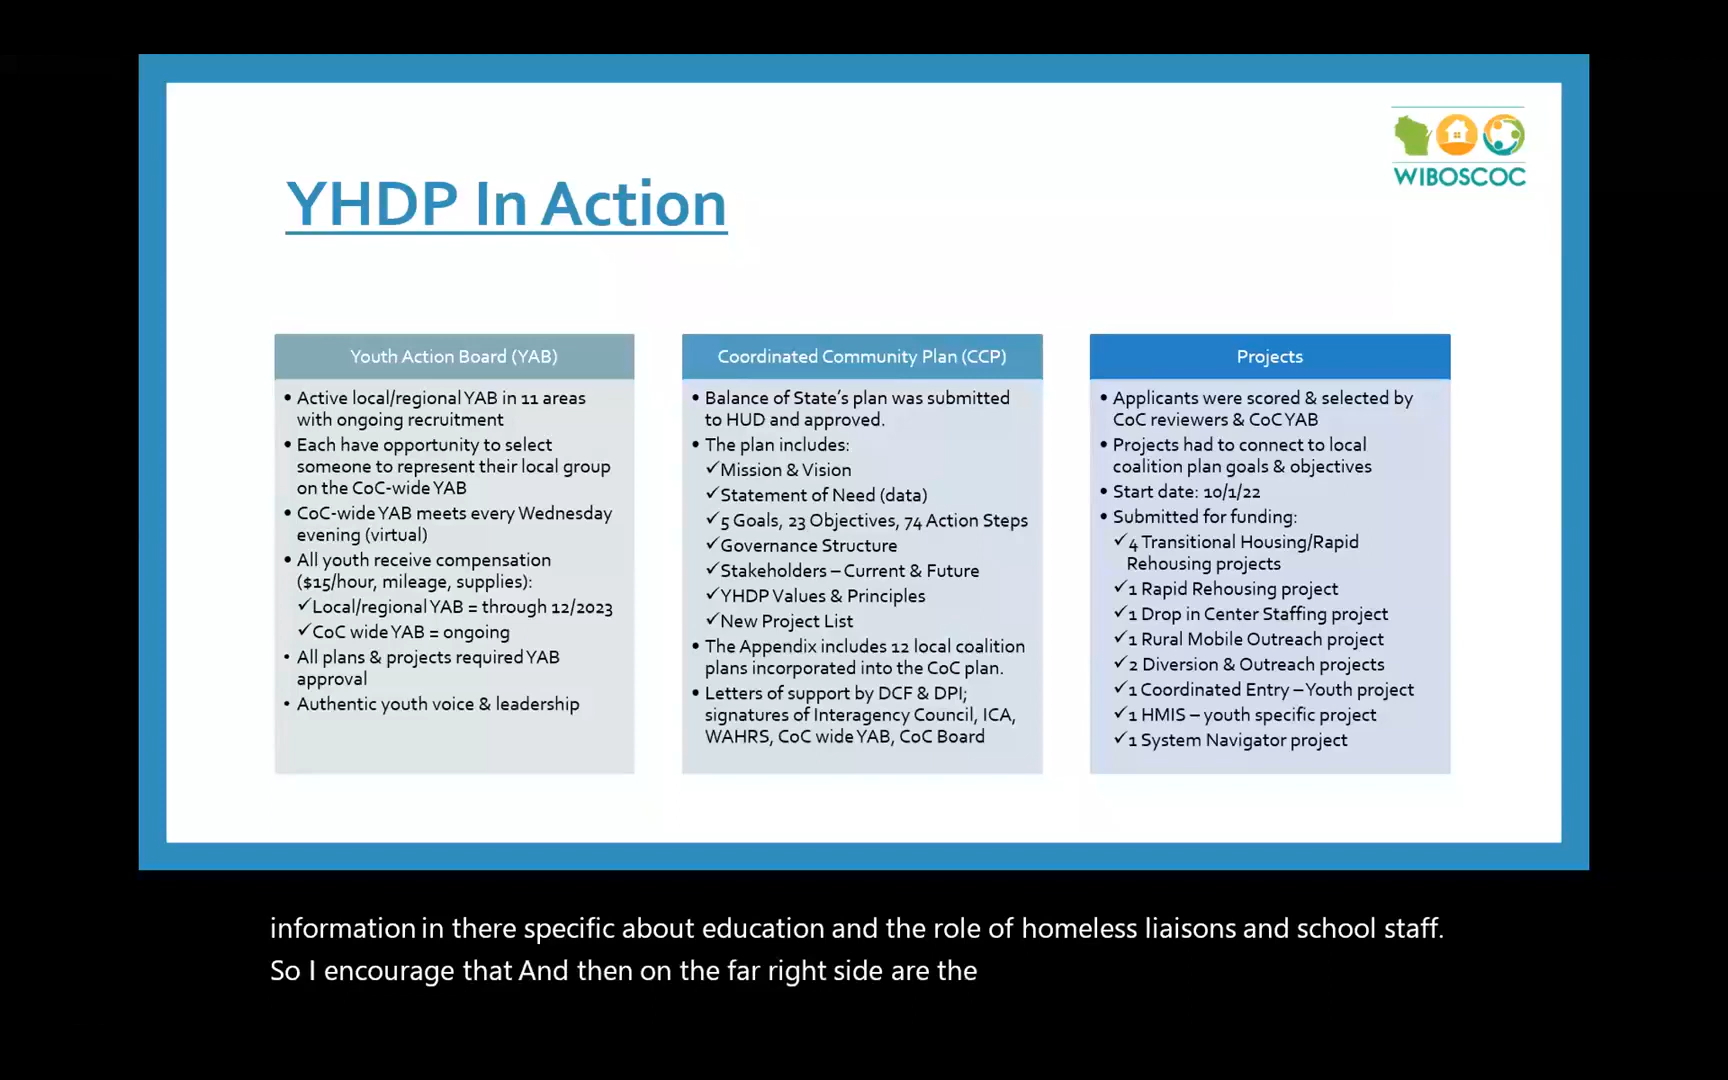 WIBOSCOC
YHDP In Action
Youth Action Board (YAB)
• Active local/regional YAB in 11 areas
with ongoing recruitment
• Each have opportunity to select
someone to represent their local group
on the CoC-wide YAB
• CoC-wide YAB meets every Wednesday
evening (virtual)
• All youth receive compensation
($15/hour, mileage, supplies):
✓Local/regional YAB = through 12/2023
✓CoC wide YAB = ongoing
• All plans & projects required YAB
approval
• Authentic youth voice & leadership
Coordinated Community Plan (CCP)
• Balance of State’s plan was submitted
to HUD and approved.
• The plan includes:
✓Mission & Vision
✓Statement of Need (data)
✓5 Goals, 23 Objectives, 74 Action Steps
✓Governance Structure
✓Stakeholders – Current & Future
✓YHDP Values & Principles
✓New Project List
• The Appendix includes 12 local coalition
plans incorporated into the CoC plan.
• Letters of support by DCF & DPI;
signatures of Interagency Council, ICA,
WAHRS, CoC wide YAB, CoC Board
Projects
• Applicants were scored & selected by
CoC reviewers & CoC YAB
• Projects had to connect to local
coalition plan goals & objectives
• Start date: 10/1/22
• Submitted for funding:
✓4 Transitional Housing/Rapid
Rehousing projects
✓1 Rapid Rehousing project
✓1 Drop in Center Staffing project
✓1 Rural Mobile Outreach project
✓2 Diversion & Outreach projects
✓1 Coordinated Entry – Youth project
✓1 HMIS – youth specific project
✓1 System Navigator project
information in there specific about education and the role of homeless liaisons and school staff.
So I encourage that And then on the far right side are the